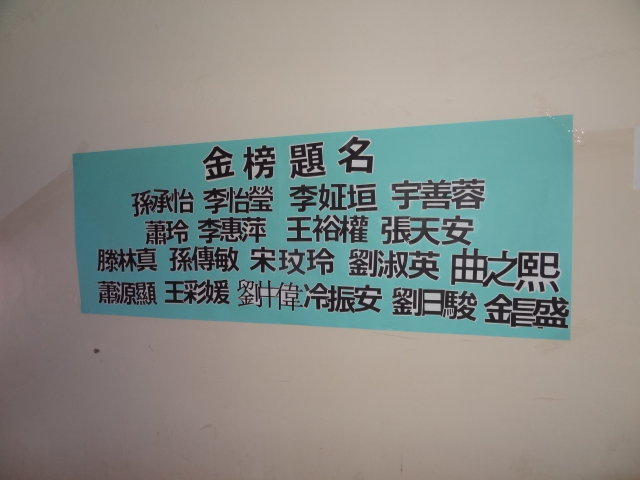 金榜題名
孫承怡 李怡瑩 李姃垣 宇善蓉
蕭玲 李惠萍 王裕權 張天安
滕林真 孫傳敏 宋玟玲 劉淑英 曲之熙
蕭源顯 王彩媛 劉中偉 冷振安 劉日駿 金昌盛